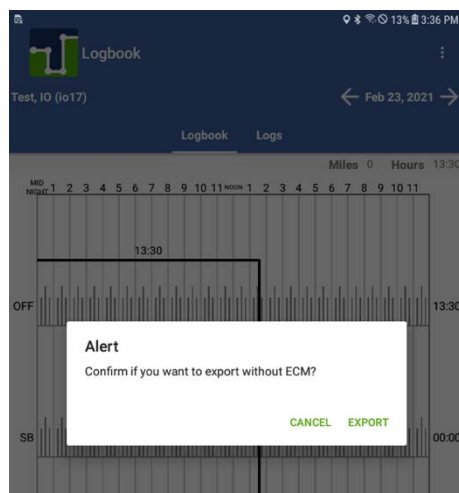 13% 3:36 PM
Logbook
Test, IO (io17)
Feb 23, 2021
Logbook Logs
Miles 0 Hours 13:30
MID NIGHT 1 2 3 4 5 6 7 8 9 10 11 NOON 1 2 3 4 5 6 7 8 9 10 11
13:30
OFF 13:30
Alert
Confirm if you want to export without ECM?
CANCEL EXPORT
SB 00:00